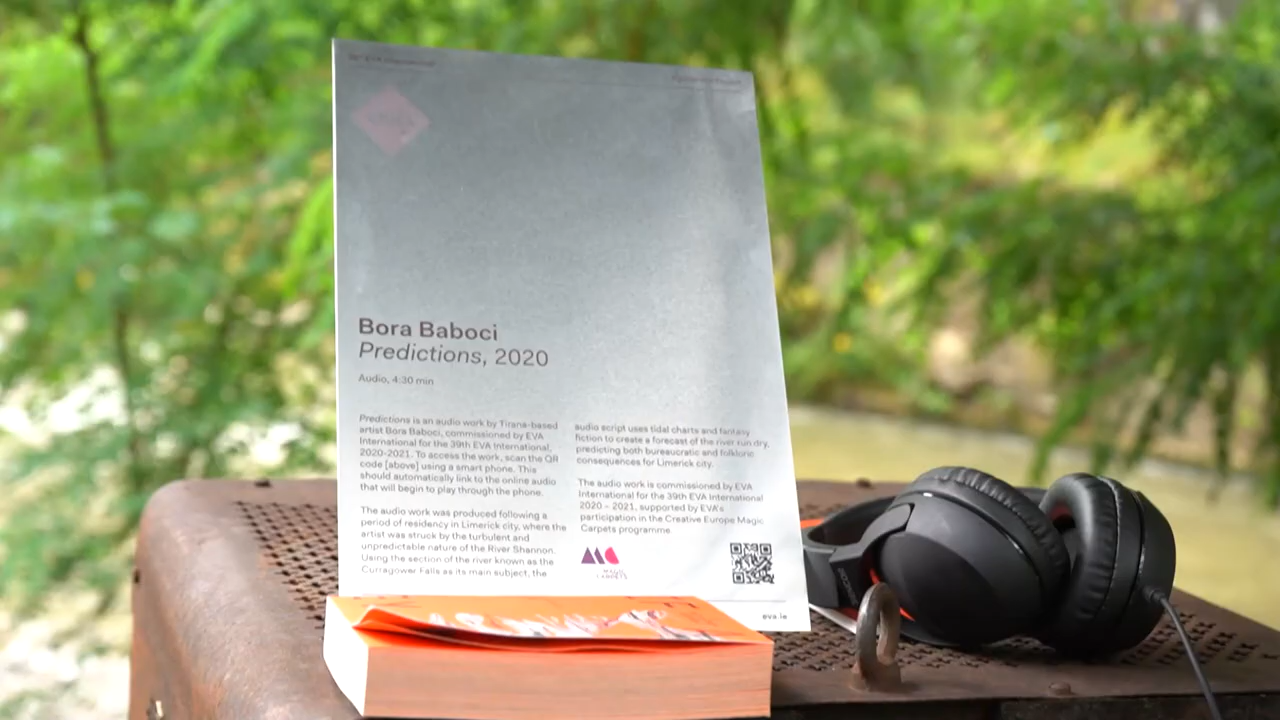 Bora Baboci
Predictions, 2020
Audio, 4:30 min
Predictions is an audio work by Tirana-based
artist Bora Baboci, commissioned by EVA
International for the 39th EVA International,
2020-2021. To access the work, scan the QR
code [above] using a smart phone. This
should automatically link to the online audio
that will begin to play through the phone.
The audio work was produced following a
period of residency in Limerick city, where the
artist was struck by the turbulent and
unpredictable nature of the River Shannon.
Using the section of the river known as the
Curragower Falls as its main subject, the
audio script uses tidal charts and fantasy
fiction to create a forecast of the river run dry,
predicting both bureaucratic and folkloric
consequences for Limerick city.
The audio work is commissioned by EVA
International for the 39th EVA International
2020 - 2021, supported by EVA's
participation in the Creative Europe Magic
Carpets programme.
MAGIC
CARPETS
eva.ie